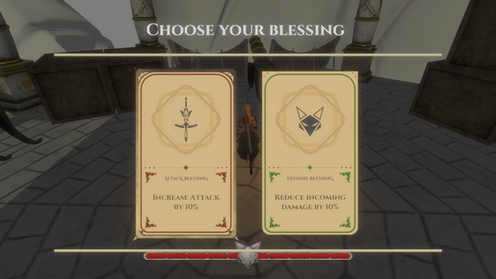 Choose your blessing
Attack Blessing
Increase Attack
by 10%
Defense Blessing
Reduce incoming
damage by 10%